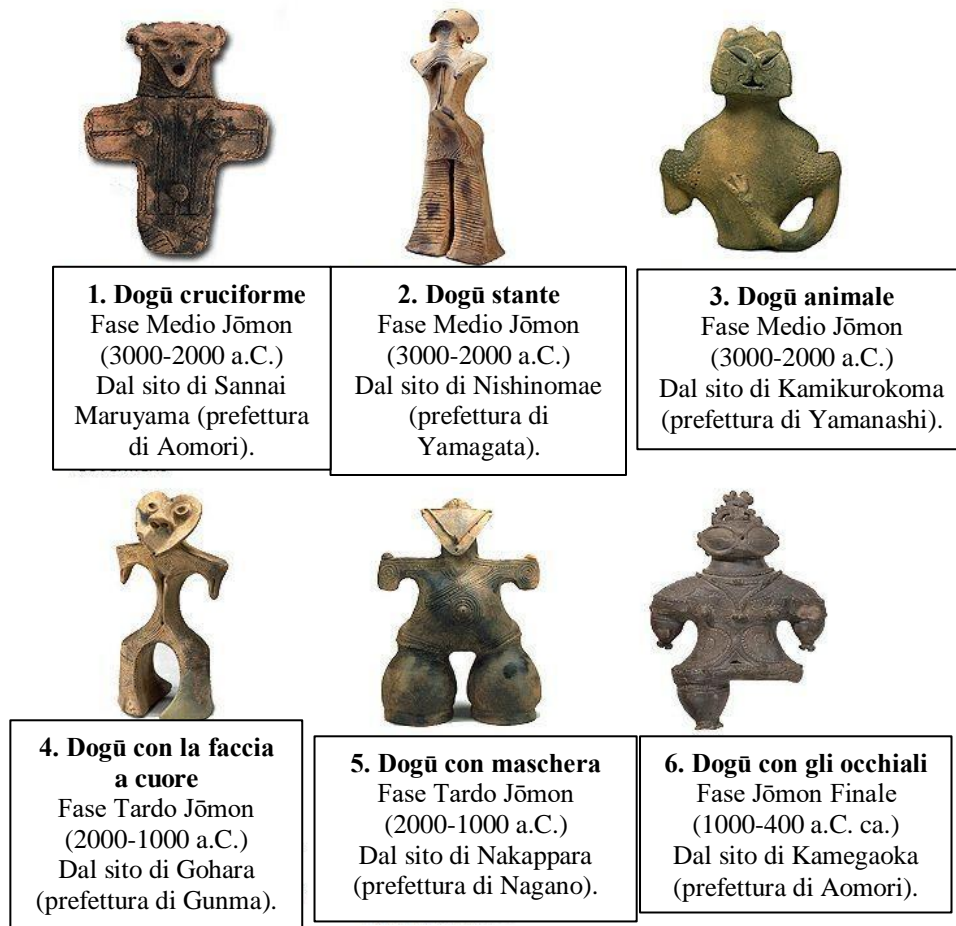 1. Dogū cruciforme
Fase Medio Jōmon
(3000-2000 a.C.)
Dal sito di Sannai
Maruyama (prefettura
di Aomori).
2. Dogū stante
Fase Medio Jōmon
(3000-2000 a.C.)
Dal sito di Nishinomae
(prefettura di
Yamagata).
3. Dogū animale
Fase Medio Jōmon
(3000-2000 a.C.)
Dal sito di Kamikurokoma
(prefettura di Yamanashi).
4. Dogū con la faccia
a cuore
Fase Tardo Jōmon
(2000-1000 a.C.)
Dal sito di Gohara
(prefettura di Gunma).
5. Dogū con maschera
Fase Tardo Jōmon
(2000-1000 a.C.)
Dal sito di Nakappara
(prefettura di Nagano).
6. Dogū con gli occhiali
Fase Jōmon Finale
(1000-400 a.C. ca.)
Dal sito di Kamegaoka
(prefettura di Aomori).